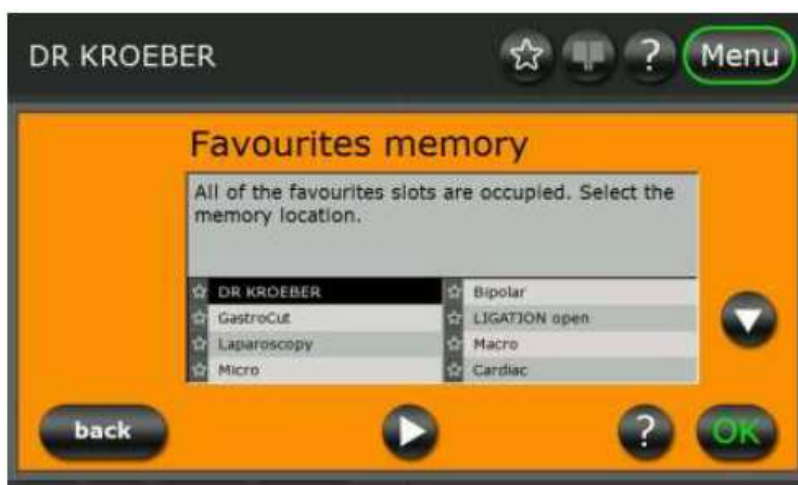 DR KROEBER
? Menu
Favourites memory
All of the favourites slots are occupied. Select the
memory location.
DR KROEBER Bipolar
GastroCut LIGATION open
Laparoscopy Macro
Micro Cardiac
back ? OK